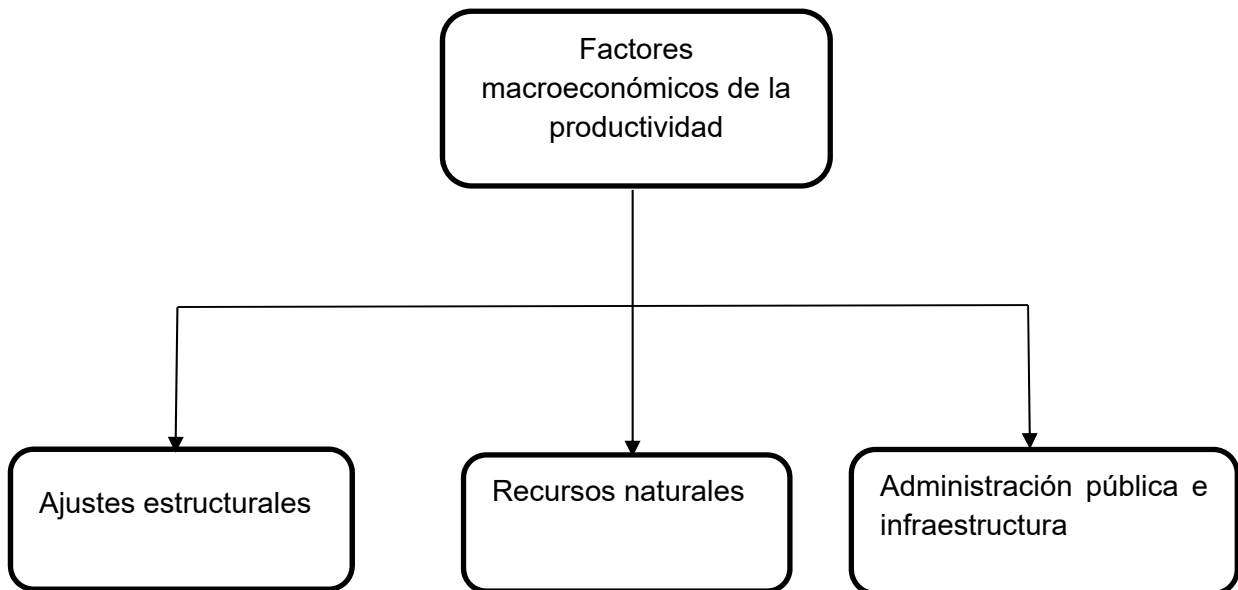 Factores
macroeconómicos de la
productividad
Ajustes estructurales
Recursos naturales
Administración pública e
infraestructura